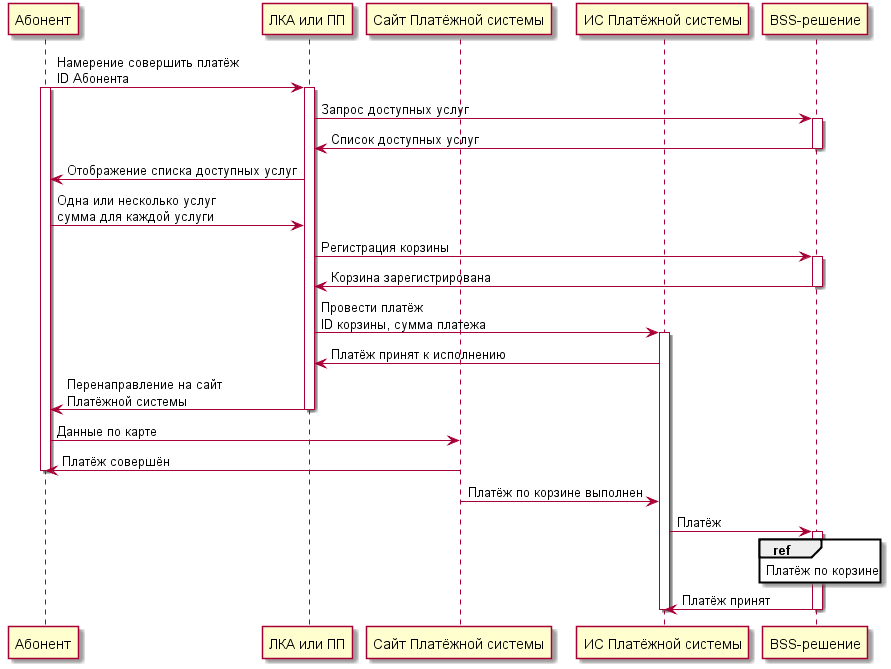 Абонент
ЛКА или ПП
Сайт Платёжной системы
ИС Платёжной системы
BSS-решение
Намерение совершить платёж
ID Абонента
Запрос доступных услуг
Список доступных услуг
Отображение списка доступных услуг
Одна или несколько услуг
сумма для каждой услуги
Регистрация корзины
Корзина зарегистрирована
Провести платёж
ID корзины, сумма платежа
Платёж принят к исполнению
Перенаправление на сайт
Платёжной системы
Данные по карте
Платёж совершён
Платёж по корзине выполнен
Платёж
ref
Платёж по корзине
Платёж принят
Абонент
ЛКА или ПП
Сайт Платёжной системы
ИС Платёжной системы
BSS-решение